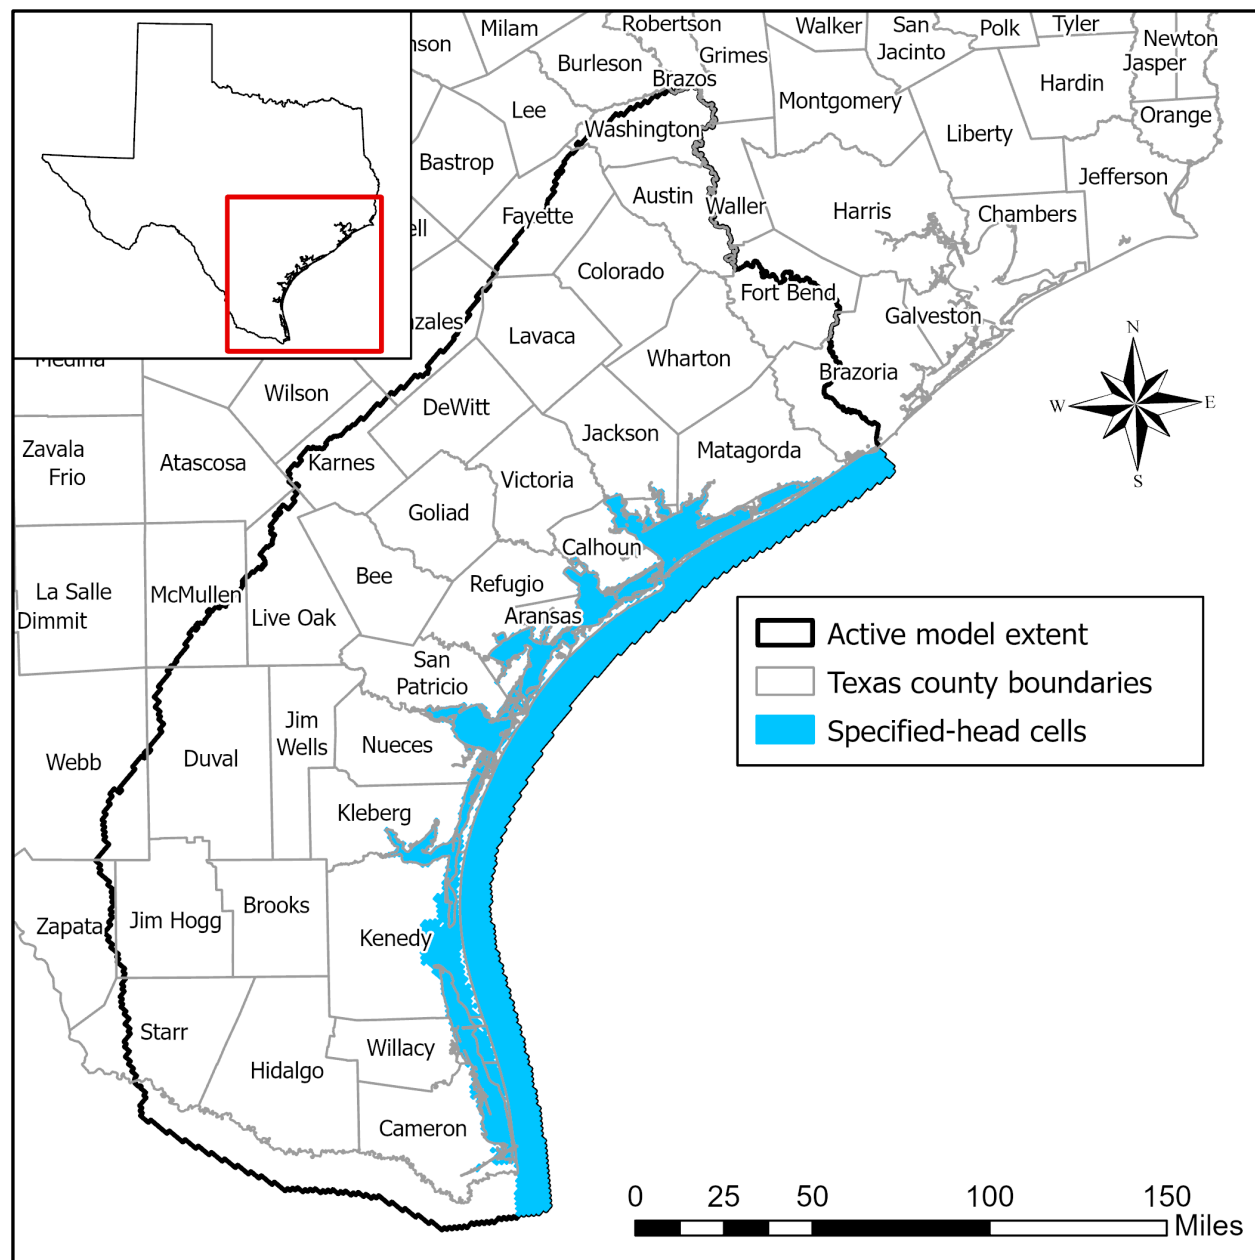 Milam
Robertson
Walker
San
Jacinto
Polk
Tyler
Newton
Jasper
nson
Burleson
Grimes
Brazos
Hardin
Lee
Montgomery
Orange
Washington
Liberty
Bastrop
Jefferson
Austin
Waller
Harris
Chambers
Fayette
ell
Colorado
Fort Bend
Galveston
nzales
Lavaca
Wharton
Medina
Brazoria
Wilson
DeWitt
Zavala
Frio
Atascosa
Karnes
Jackson
Matagorda
Victoria
Goliad
Calhoun
La Salle
Dimmit
McMullen
Bee
Refugio
Live Oak
Aransas
San
Patricio
Jim
Wells
Webb
Duval
Nueces
Kleberg
Zapata
Jim Hogg
Brooks
Kenedy
Starr
Willacy
Hidalgo
Cameron
N
W
E
S
Active model extent
Texas county boundaries
Specified-head cells
0 25 50 100 150
Miles